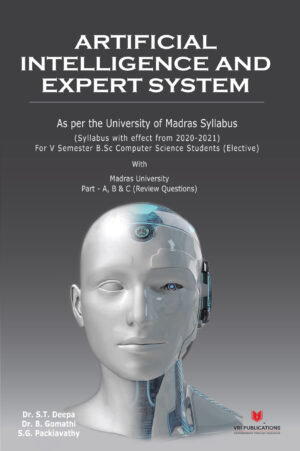 ARTIFICIAL
INTELLIGENCE AND
EXPERT SYSTEM
As per the University of Madras Syllabus
(Syllabus with effect from 2020-2021)
For V Semester B.Sc Computer Science Students (Elective)
With
Madras University
Part - A, B & C (Review Questions)
Dr. S.T. Deepa
Dr. B. Gomathi
S.G. Packiavathy
VRI PUBLICATIONS